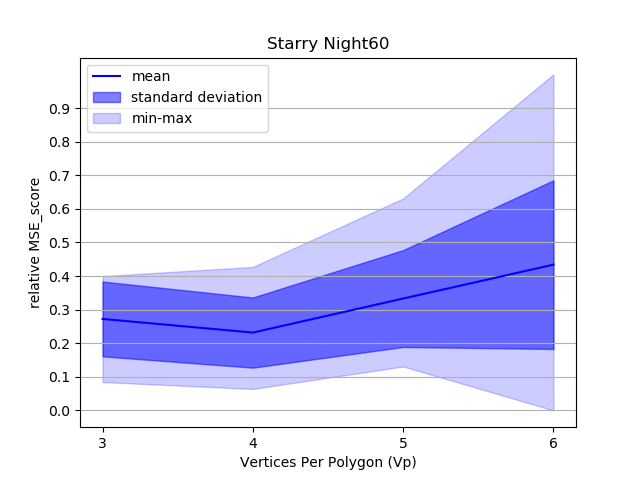 Starry Night60
mean
standard deviation
min-max
relative MSE_score
0.9
0.8
0.7
0.6
0.5
0.4
0.3
0.2
0.1
0.0
3 4 5 6
Vertices Per Polygon (Vp)